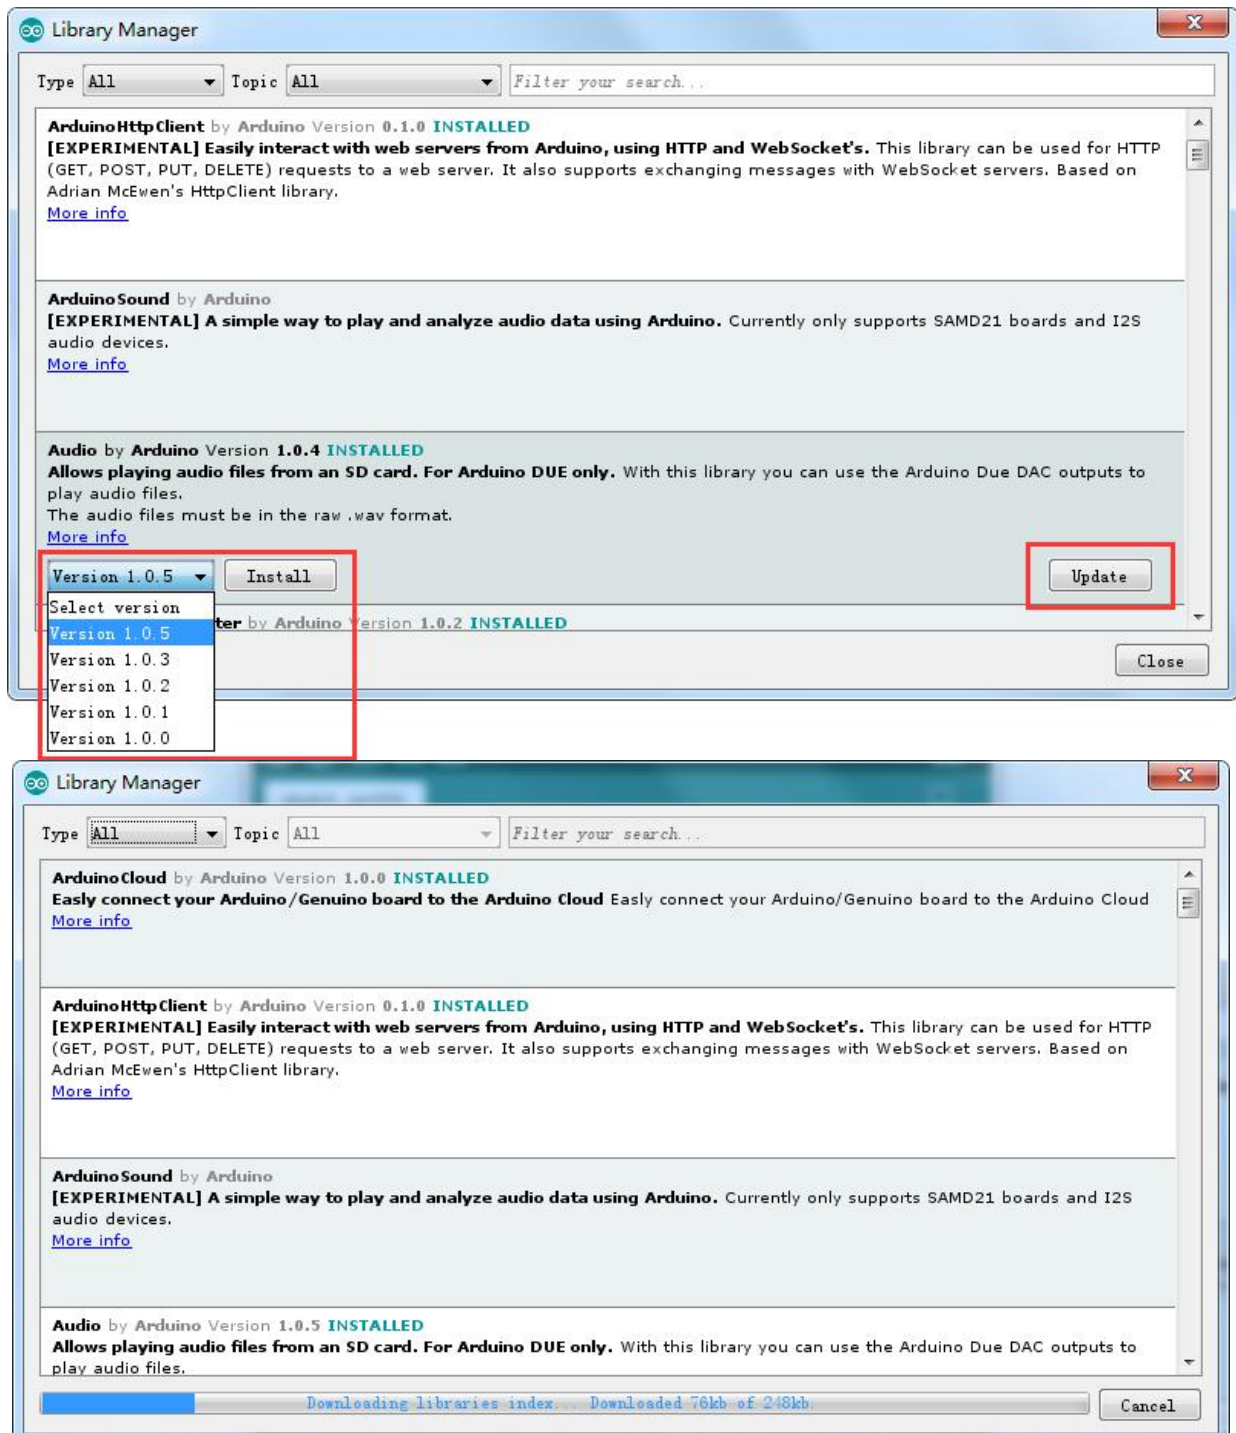 Library Manager
Type All Topic All Filter your search...
ArduinoHttpClient by Arduino Version 0.1.0 INSTALLED
[EXPERIMENTAL] Easily interact with web servers from Arduino, using HTTP and WebSocket's. This library can be used for HTTP
(GET, POST, PUT, DELETE) requests to a web server. It also supports exchanging messages with WebSocket servers. Based on
Adrian McEwen's HttpClient library.
More info
ArduinoSound by Arduino
[EXPERIMENTAL] A simple way to play and analyze audio data using Arduino. Currently only supports SAMD21 boards and I2S
audio devices.
More info
Audio by Arduino Version 1.0.4 INSTALLED
Allows playing audio files from an SD card. For Arduino DUE only. With this library you can use the Arduino Due DAC outputs to
play audio files.
The audio files must be in the raw .wav format.
More info
Version 1.0.5 Install Update
Select version
ter by Arduino Version 1.0.2 INSTALLED
Version 1.0.5
Version 1.0.3
Close
Version 1.0.2
Version 1.0.1
Version 1.0.0
Library Manager
Type All Topic All Filter your search...
ArduinoCloud by Arduino Version 1.0.0 INSTALLED
Easly connect your Arduino/Genuino board to the Arduino Cloud Easly connect your Arduino/Genuino board to the Arduino Cloud
More info
ArduinoHttpClient by Arduino Version 0.1.0 INSTALLED
[EXPERIMENTAL] Easily interact with web servers from Arduino, using HTTP and WebSocket's. This library can be used for HTTP
(GET, POST, PUT, DELETE) requests to a web server. It also supports exchanging messages with WebSocket servers. Based on
Adrian McEwen's HttpClient library.
More info
ArduinoSound by Arduino
[EXPERIMENTAL] A simple way to play and analyze audio data using Arduino. Currently only supports SAMD21 boards and I2S
audio devices.
More info
Audio by Arduino Version 1.0.5 INSTALLED
Allows playing audio files from an SD card. For Arduino DUE only. With this library you can use the Arduino Due DAC outputs to
play audio files.
Downloading libraries index... Downloaded 76kb of 248kb.
Cancel